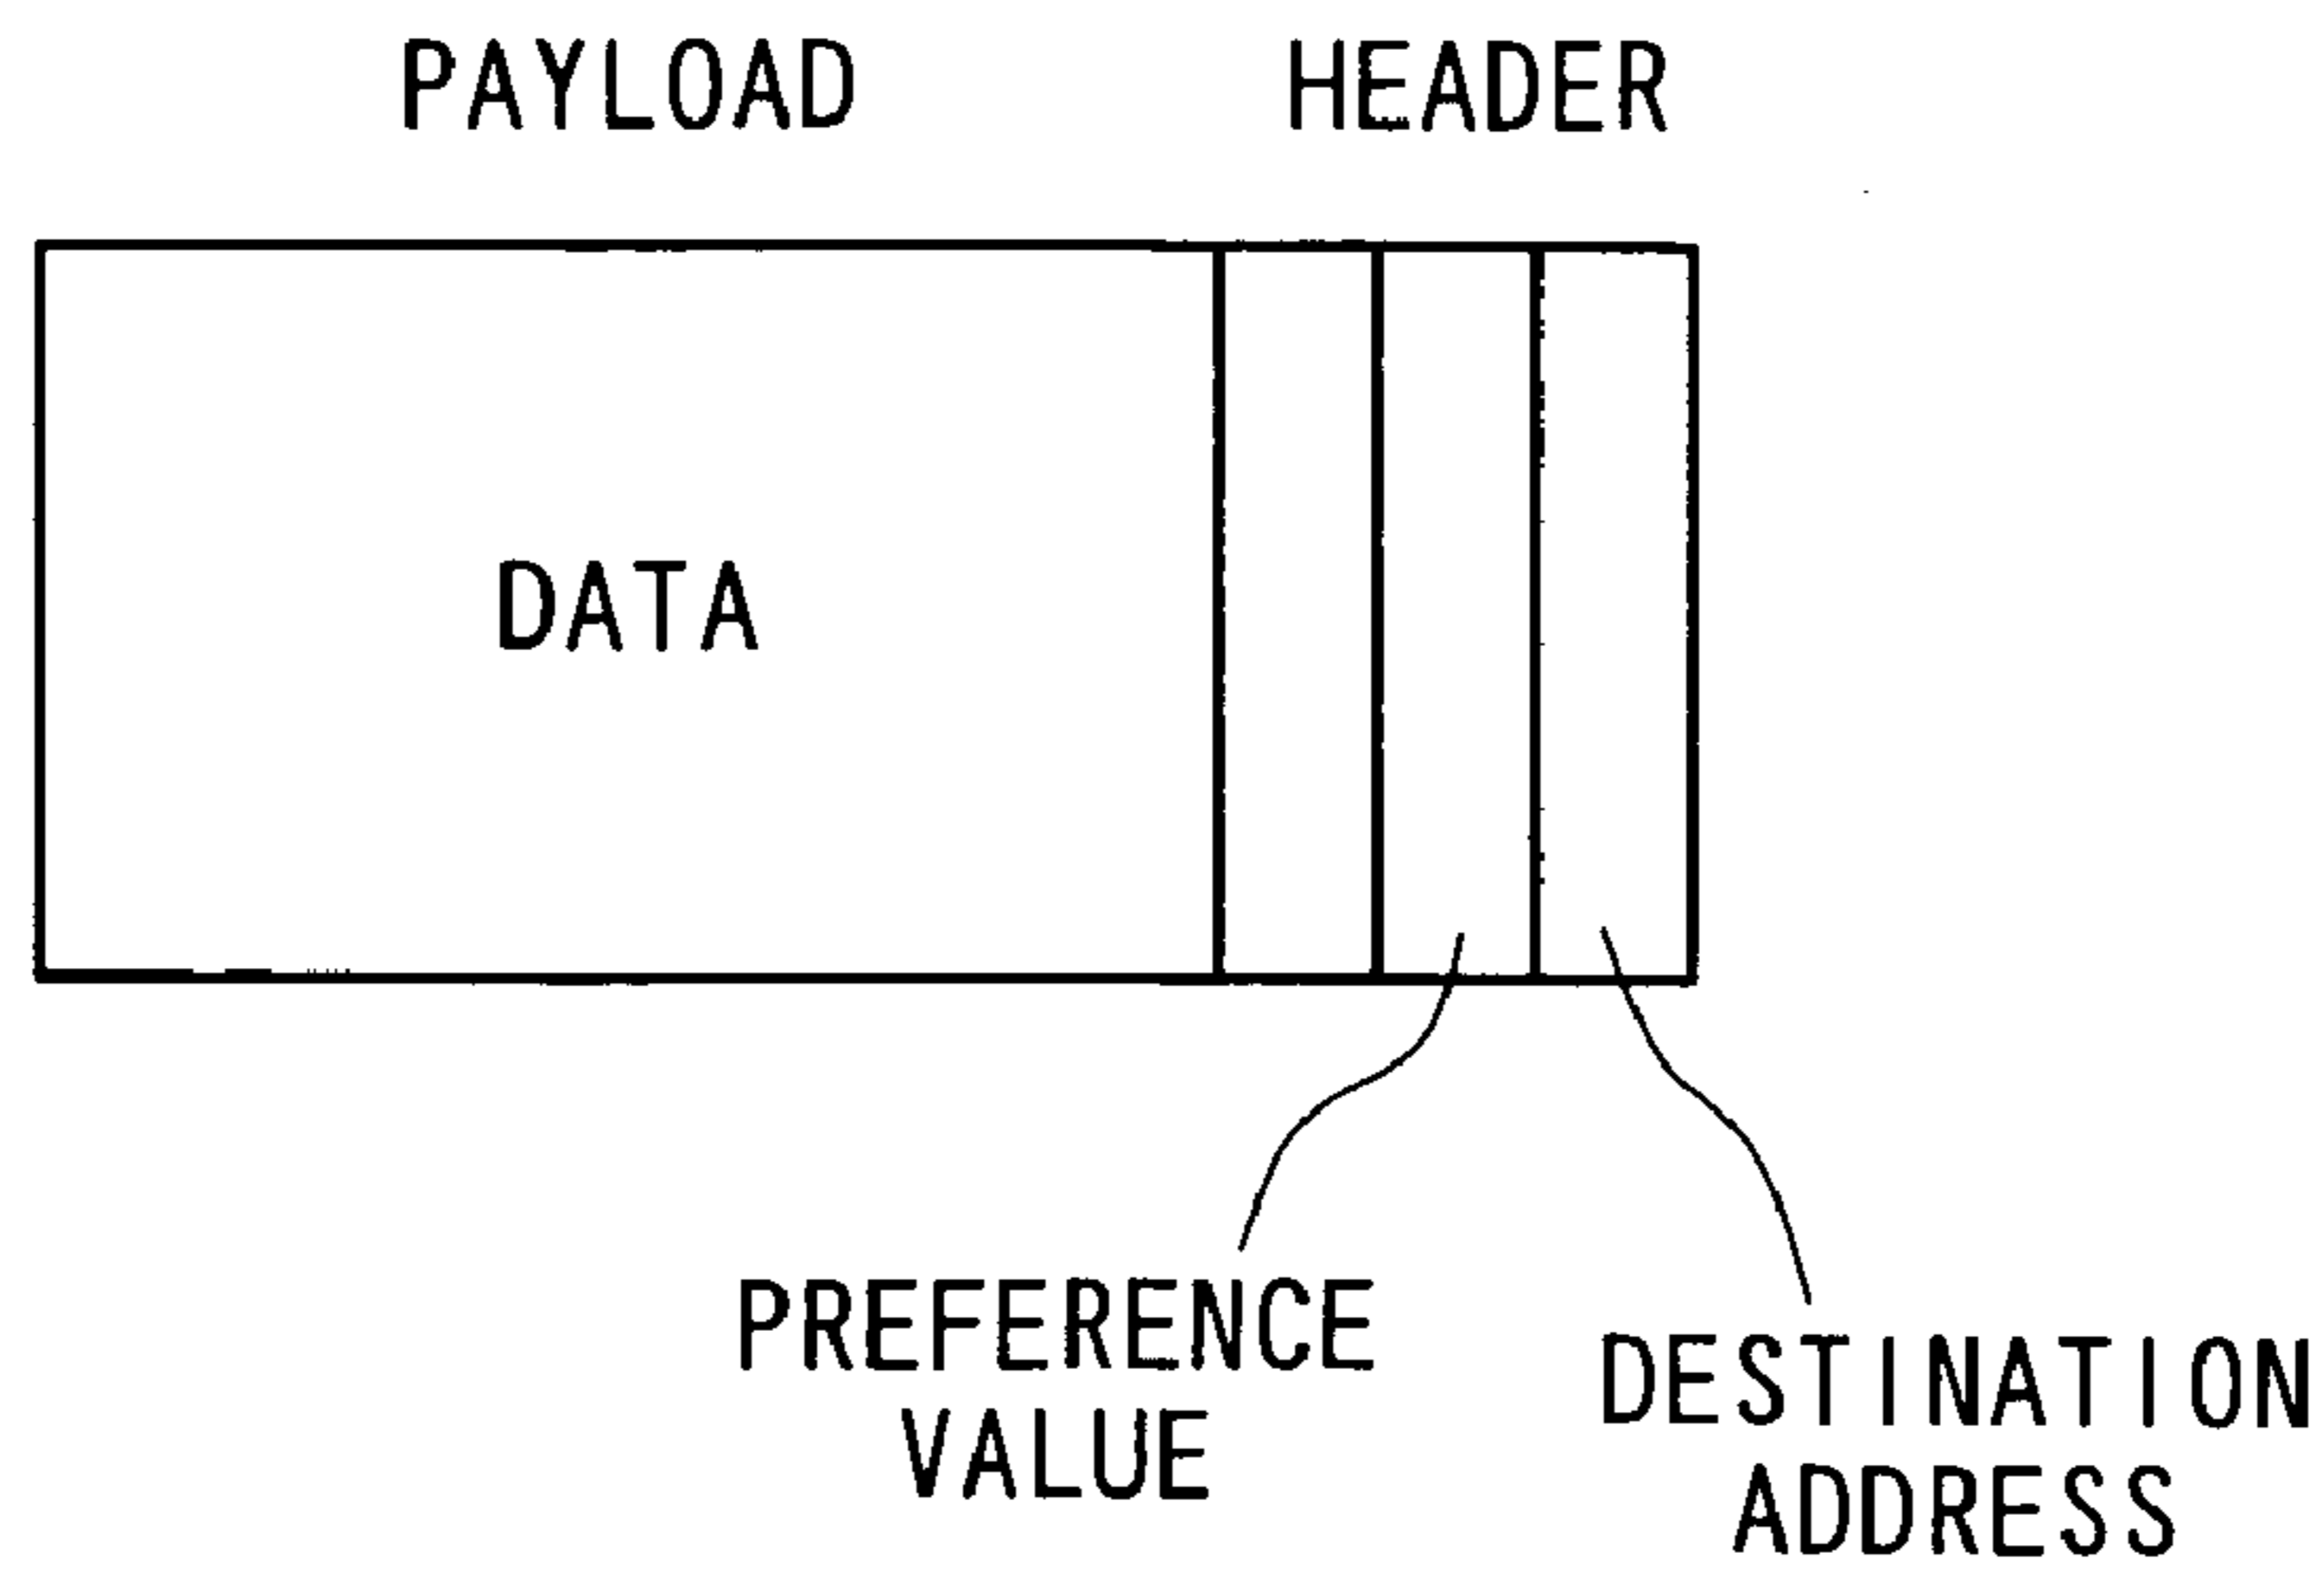 PAYLOAD HEADER
DATA
PREFERENCE
VALUE
DESTINATION
ADDRESS